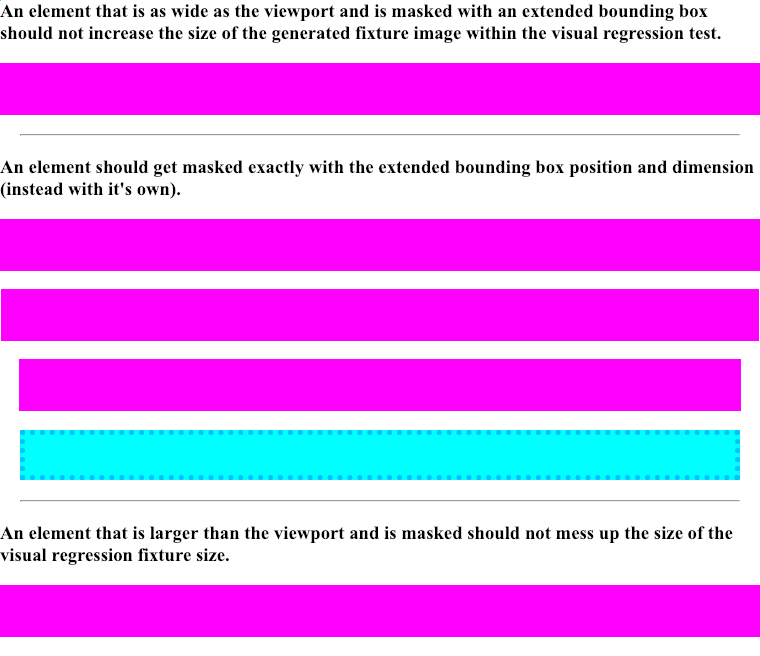 An element that is as wide as the viewport and is masked with an extended bounding box
should not increase the size of the generated fixture image within the visual regression test.
An element should get masked exactly with the extended bounding box position and dimension
(instead with it's own).
An element that is larger than the viewport and is masked should not mess up the size of the
visual regression fixture size.